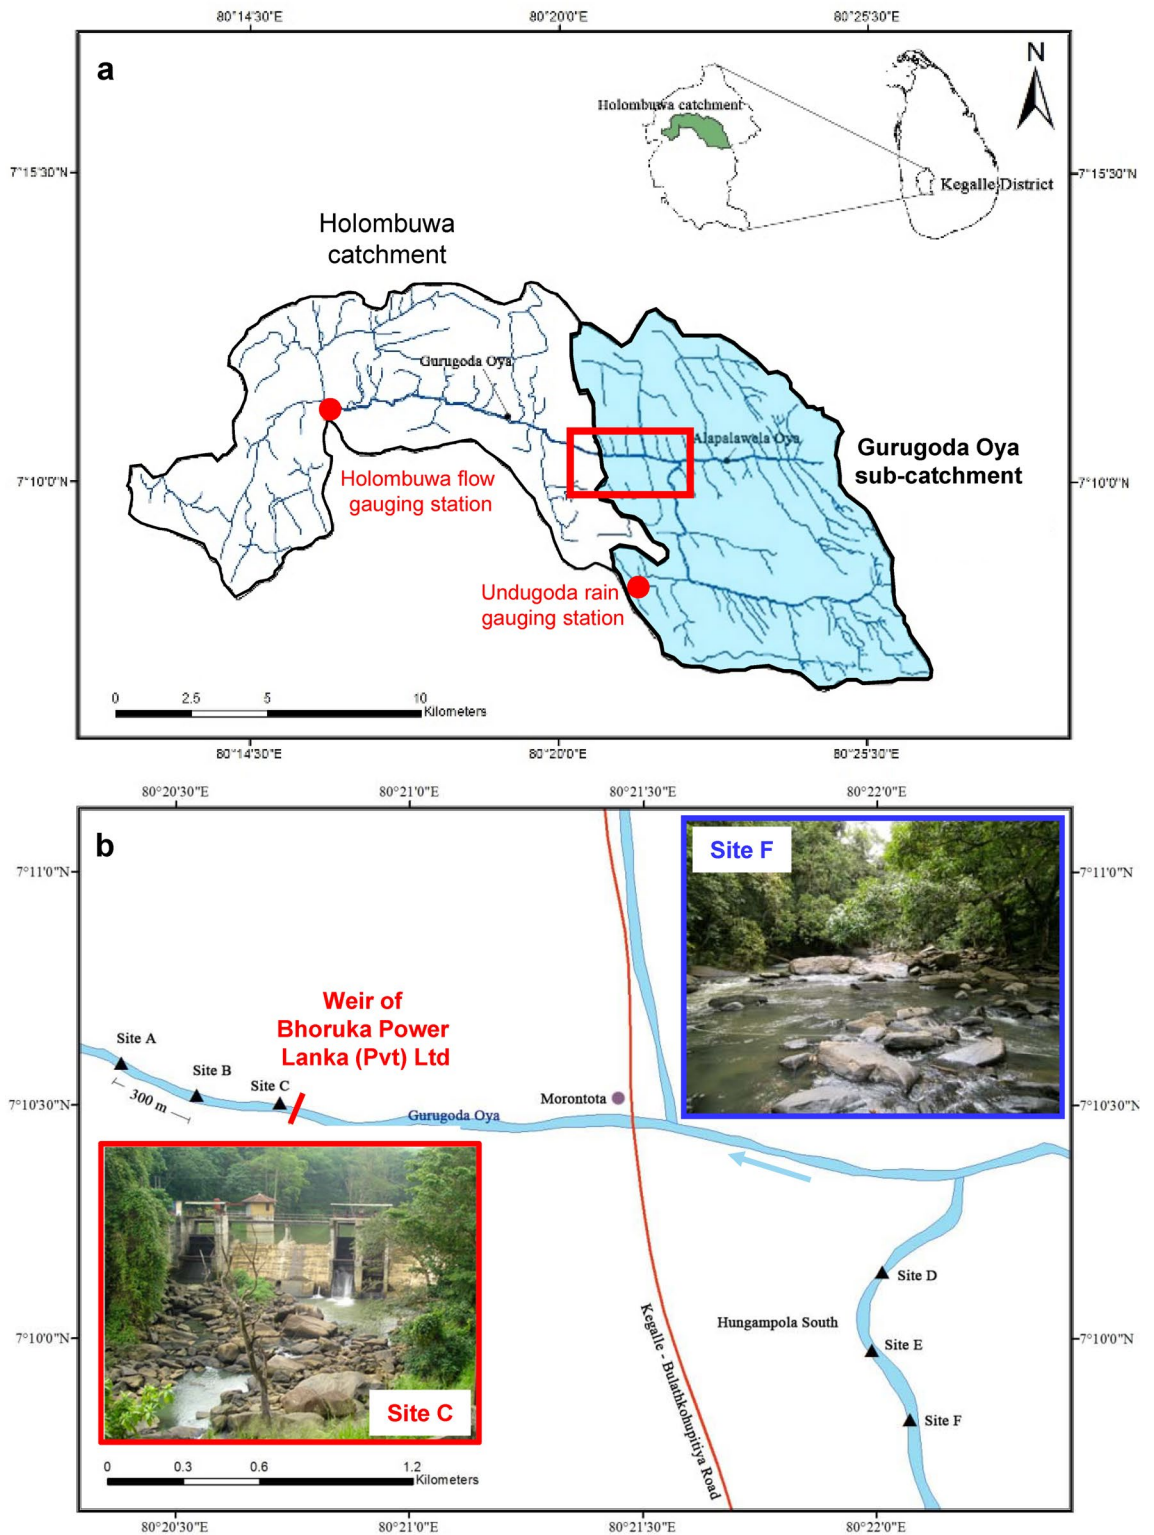 80°14'30"E 80°20'0"E 80°25'30"E
a
N
Holombuwa catchment
7°15'30"N
7°15'30"N
Kegalle District
Holombuwa
catchment
Gurugoda Oya
Alapalawela Oya
Gurugoda Oya
sub-catchment
7°10'0"N
7°10'0"N
Holombuwa flow
gauging station
Undugoda rain
gauging station
0 2.5 5 10
Kilometers
80°14'30"E 80°20'0"E 80°25'30"E
80°20'30"E 80°21'0"E 80°21'30"E 80°22'0"E
b
Site F
7°11'0"N
7°11'0"N
Weir of
Bhoruka Power
Lanka (Pvt) Ltd
Site A
Site B
Site C
300 m
Morontota
7°10'30"N
7°10'30"N
Gurugoda Oya
Site D
Hungampola South
7°10'0"N
7°10'0"N
Site E
Kegalle - Bulathkohupitiya Road
Site C
Site F
0 0.3 0.6 1.2
Kilometers
80°20'30"E 80°21'0"E 80°21'30"E 80°22'0"E